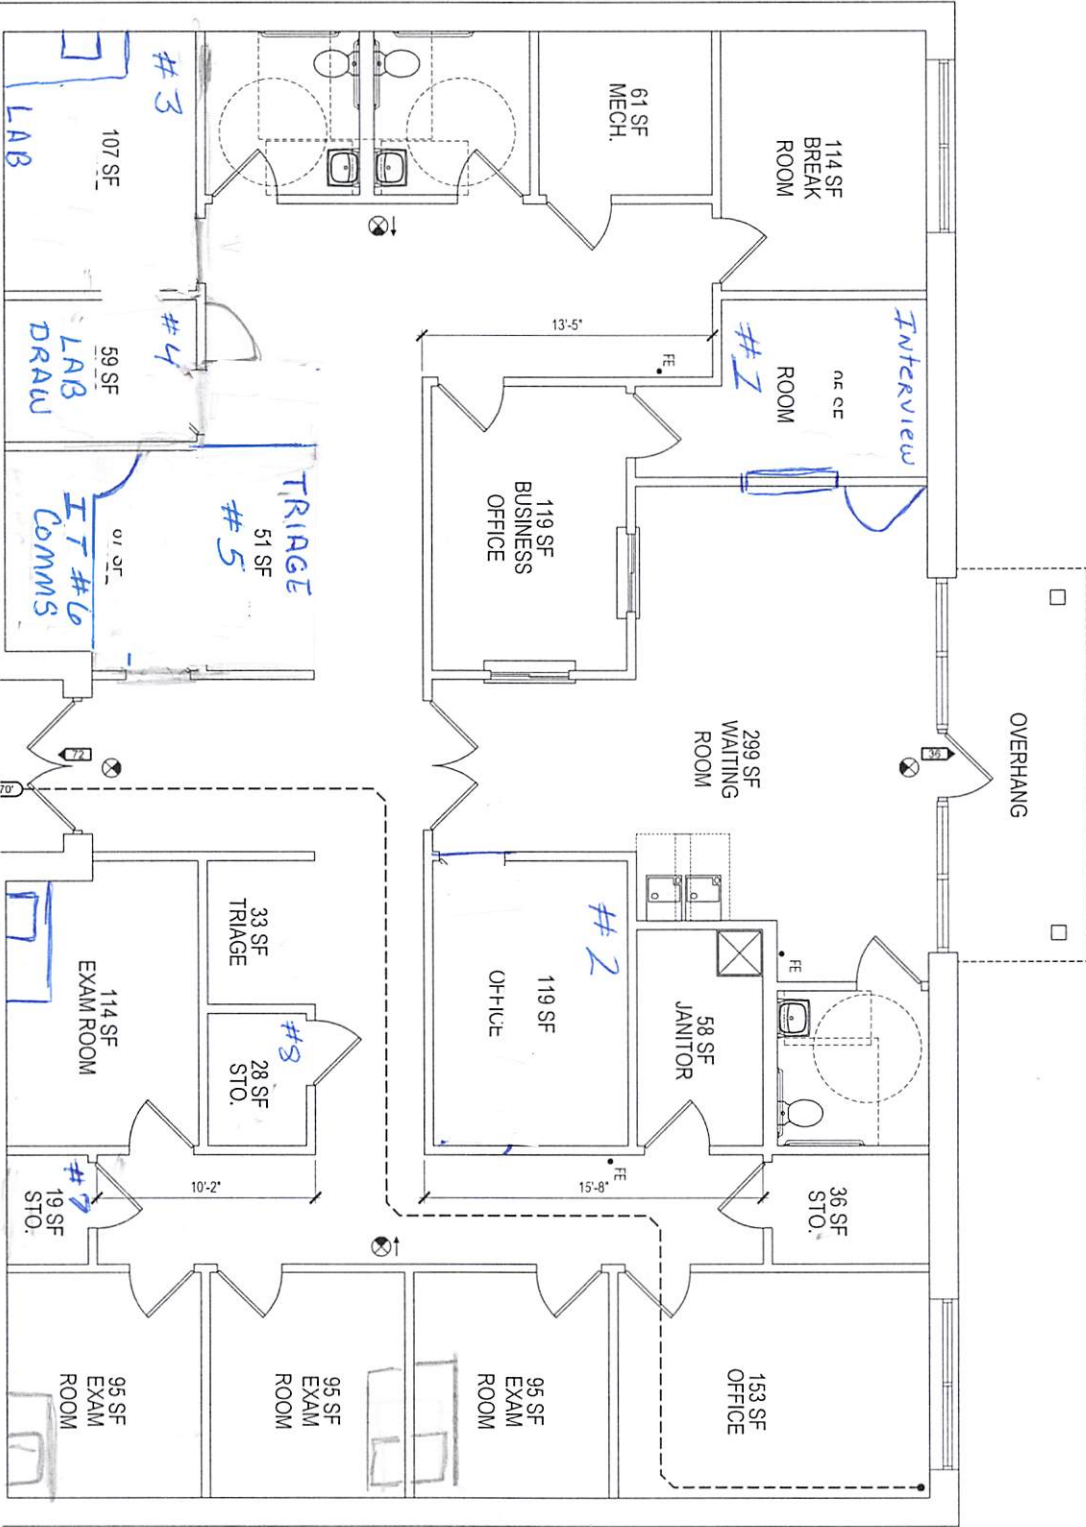 # 3
107 SF
LAB
61 SF
MECH.
114 SF
BREAK
ROOM
#4
59 SF
LAB
DRAW
13'-5"
FE
Interview
ROOM
#1
TRIAGE
51 SF
#5
IT #6
COMMS
119 SF
BUSINESS
OFFICE
299 SF
WAITING
ROOM
OVERHANG
36
72
70'
33 SF
TRIAGE
#8
28 SF
STO.
114 SF
EXAM ROOM
#2
119 SF
OFFICE
58 SF
JANITOR
FE
FE
#7
19 SF
STO.
10'-2"
15'-8"
36 SF
STO.
95 SF
EXAM
ROOM
95 SF
EXAM
ROOM
95 SF
EXAM
ROOM
153 SF
OFFICE